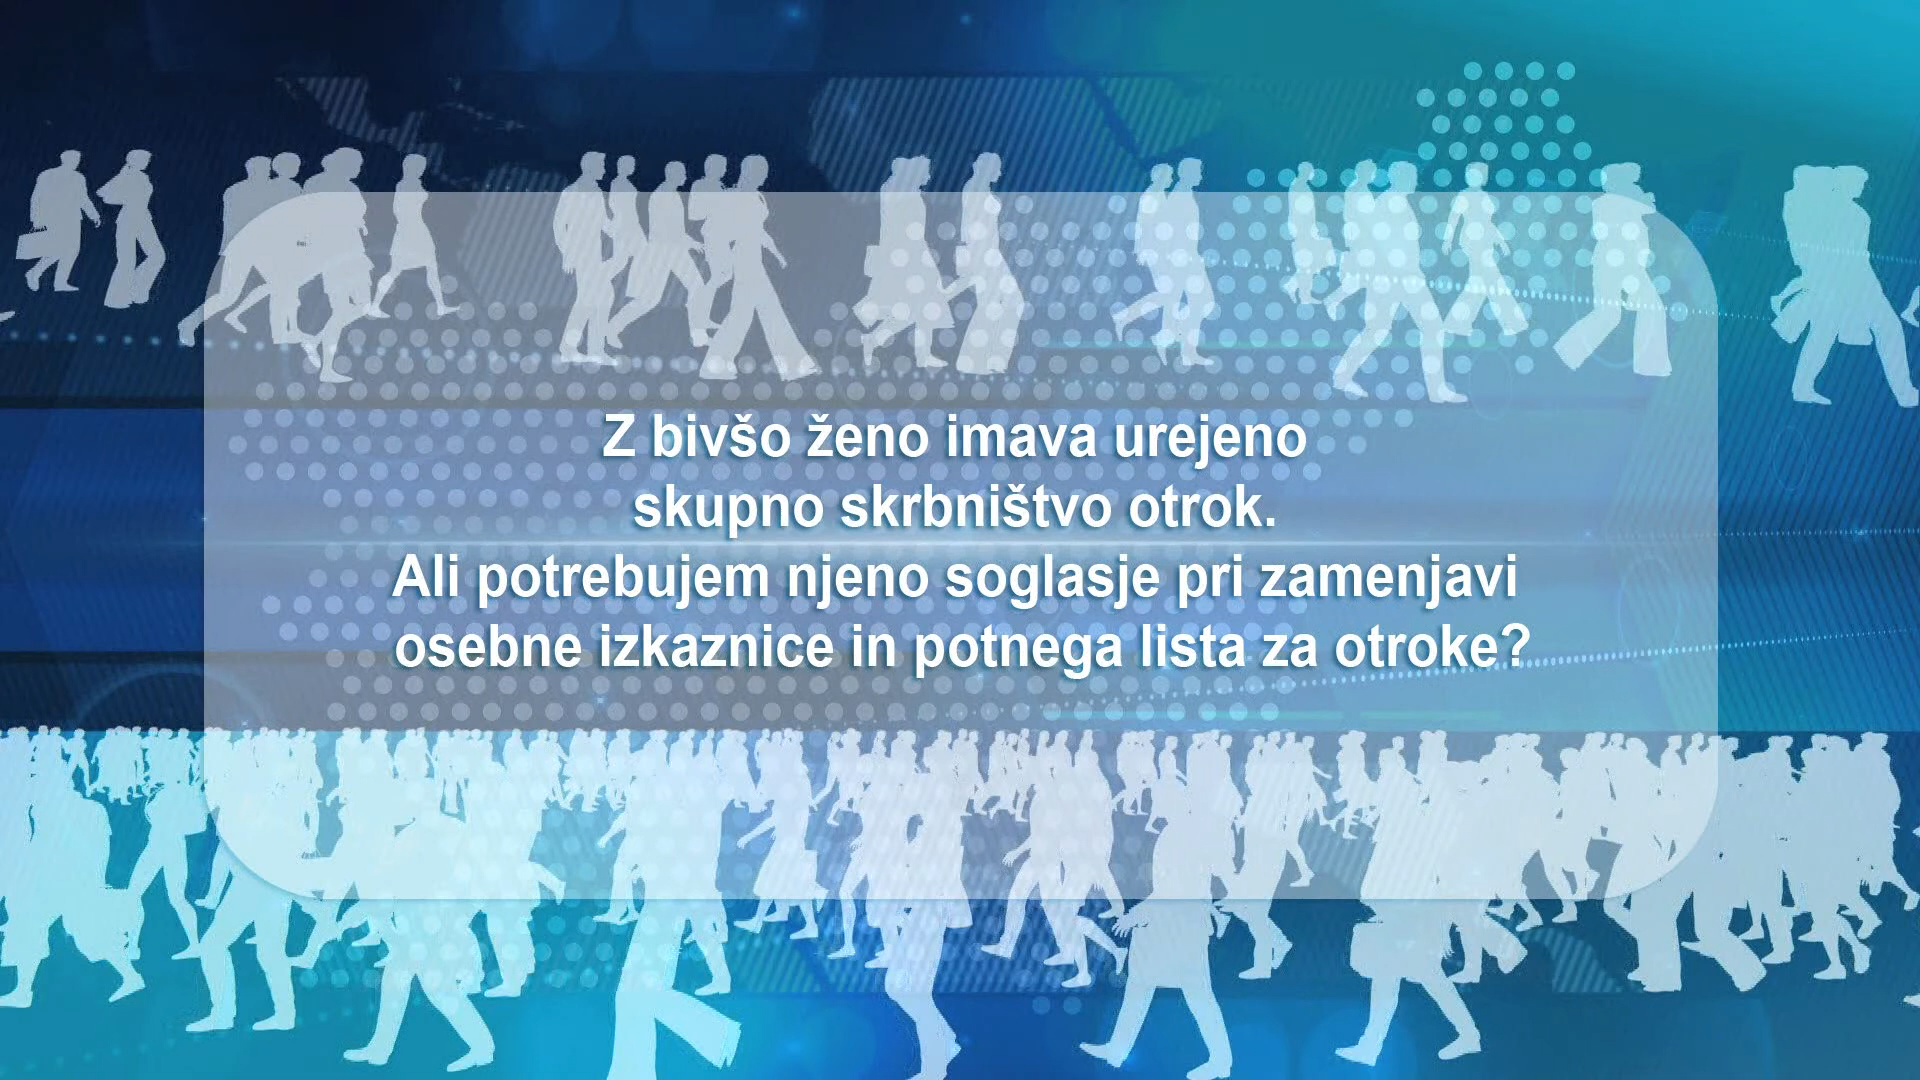 Z bivšo ženo imava urejeno
skupno skrbništvo otrok.
Ali potrebujem njeno soglasje pri zamenjavi
osebne izkaznice in potnega lista za otroke?